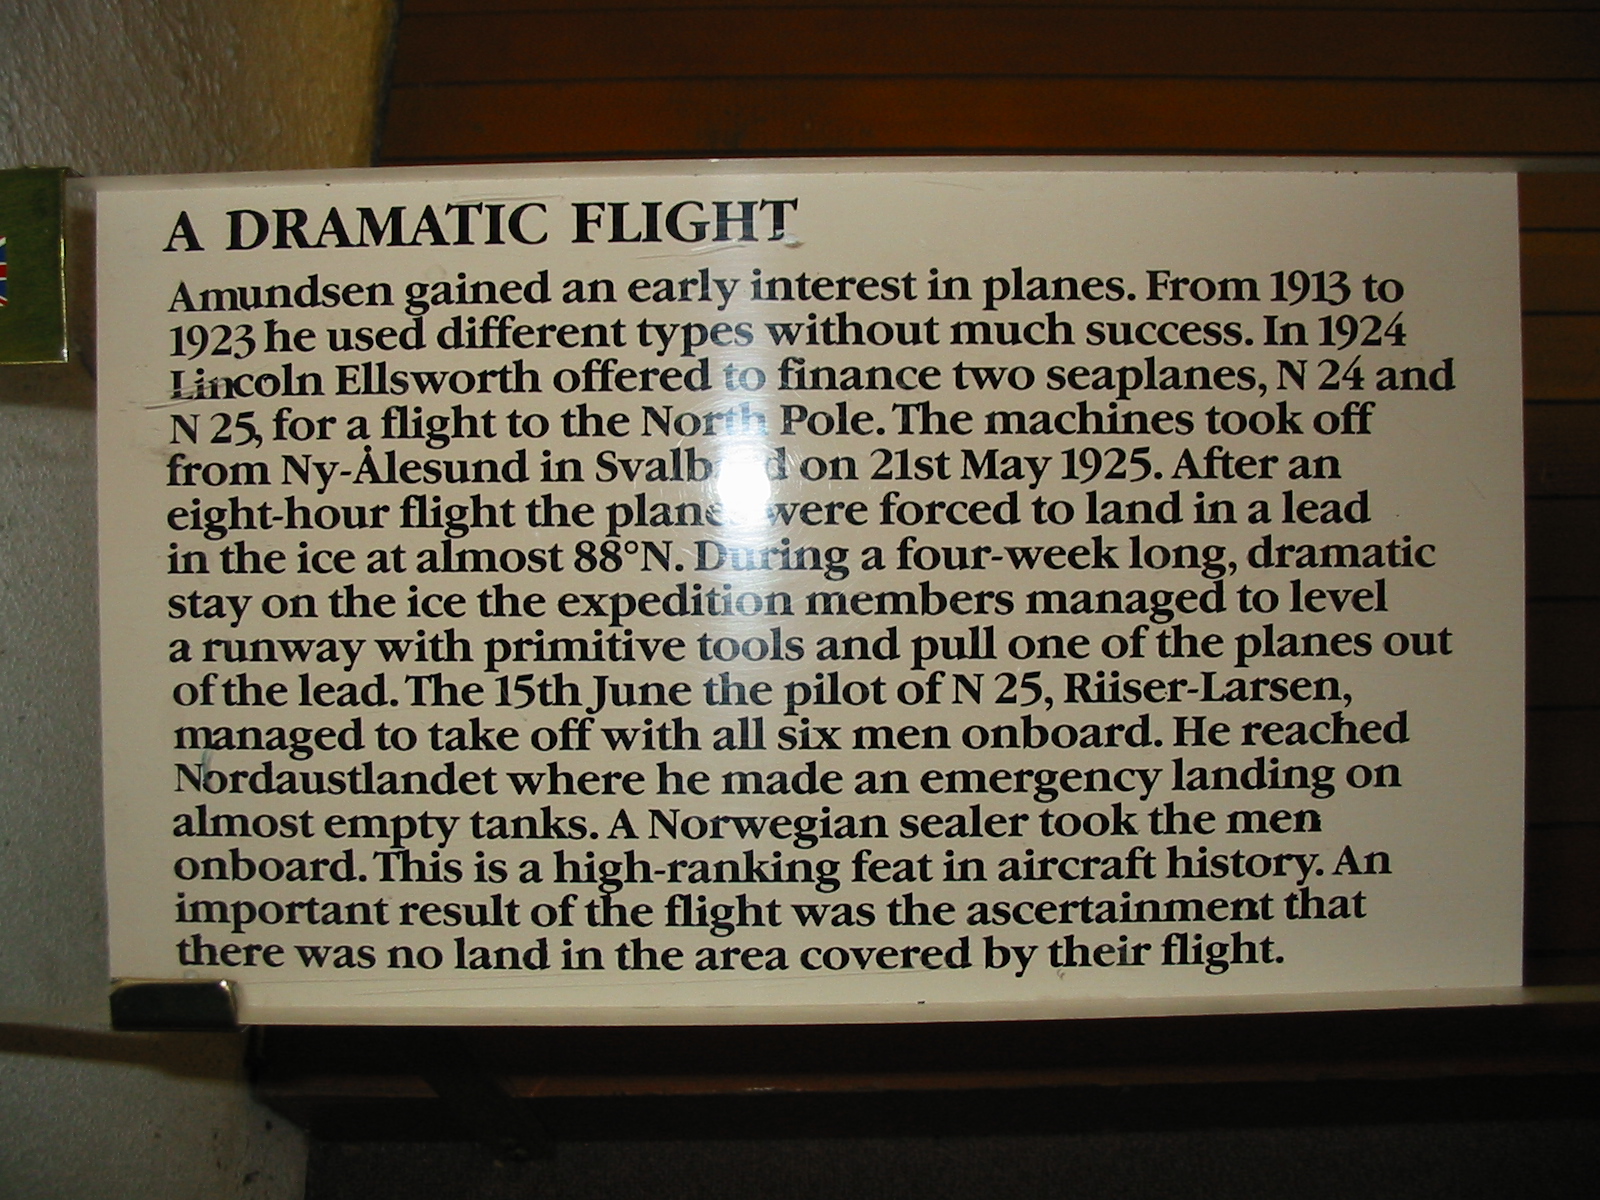 A DRAMATIC FLIGHT
Amundsen gained an early interest in planes. From 1913 to
1923 he used different types without much success. In 1924
Lincoln Ellsworth offered to finance two seaplanes, N 24 and
N 25, for a flight to the North Pole. The machines took off
from Ny-Ålesund in Svalbard on 21st May 1925. After an
eight-hour flight the planes were forced to land in a lead
in the ice at almost 88°N. During a four-week long, dramatic
stay on the ice the expedition members managed to level
a runway with primitive tools and pull one of the planes out
of the lead. The 15th June the pilot of N 25, Riiser-Larsen,
managed to take off with all six men onboard. He reached
Nordaustlandet where he made an emergency landing on
almost empty tanks. A Norwegian sealer took the men
onboard. This is a high-ranking feat in aircraft history. An
important result of the flight was the ascertainment that
there was no land in the area covered by their flight.